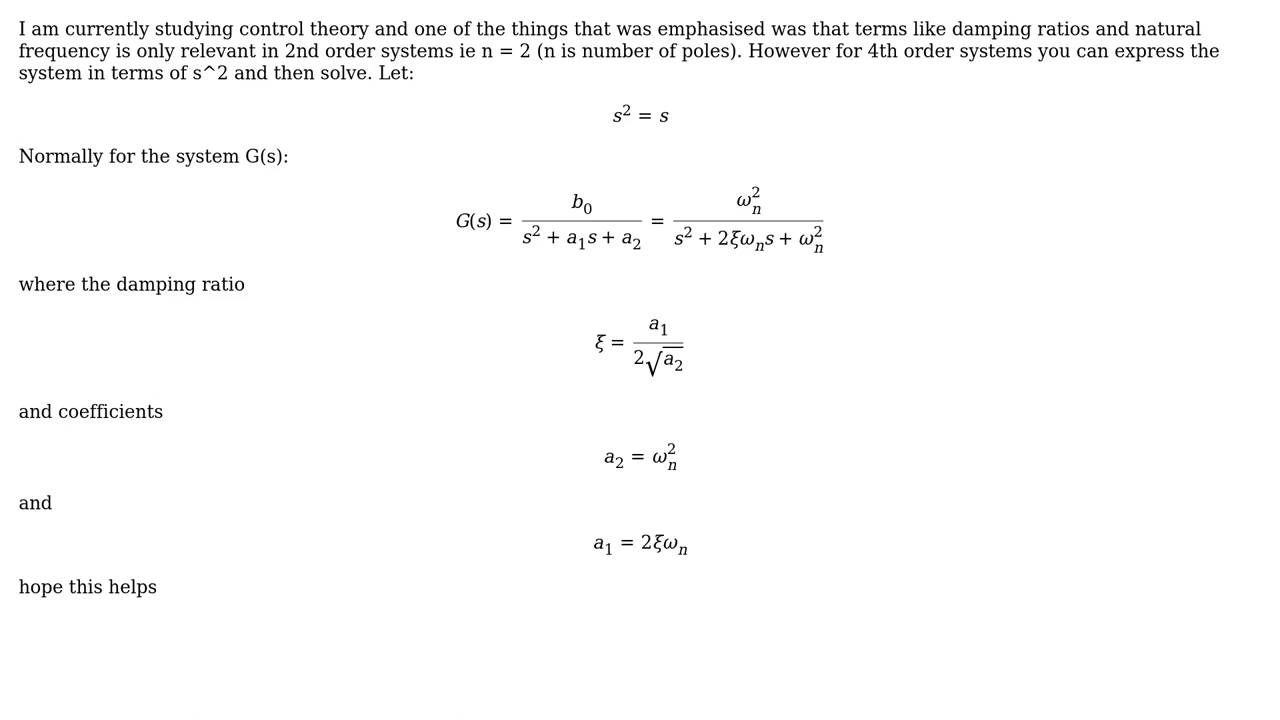 I am currently studying control theory and one of the things that was emphasised was that terms like damping ratios and natural
frequency is only relevant in 2nd order systems ie n = 2 (n is number of poles). However for 4th order systems you can express the
system in terms of s^2 and then solve. Let:
s² = s
Normally for the system G(s):
G(s) = b₀ / (s² + a₁s + a₂) = ωₙ² / (s² + 2ξωₙs + ωₙ²)
where the damping ratio
ξ = a₁ / (2√a₂)
and coefficients
a₂ = ωₙ²
and
a₁ = 2ξωₙ
hope this helps